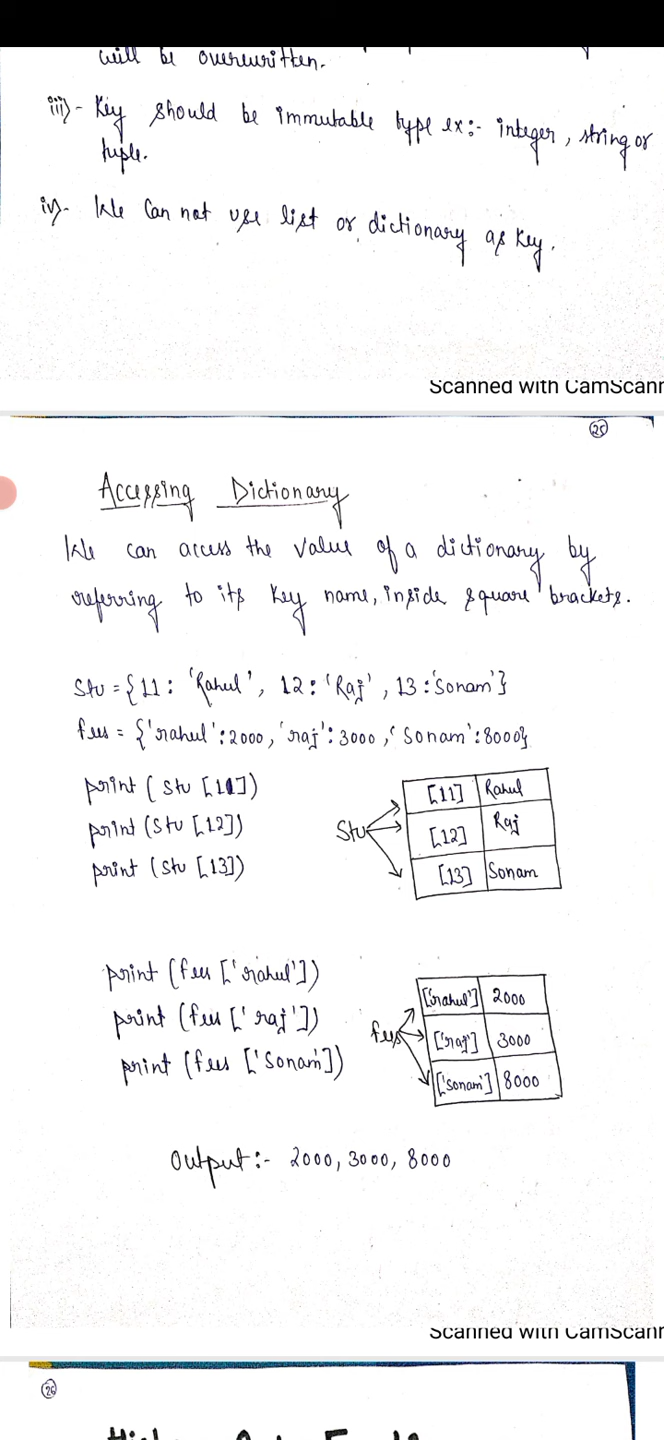 will be overwritten.
iii)- Key should be immutable type ex:- integer, string or
tuple.
iv)- We Can not use list or dictionary as Key.
Scanned with CamScanr
25
Accessing Dictionary
We can access the value of a dictionary by
referring to its Key name, inside square brackets.
Stu = {11: 'Rahul', 12: 'Raj', 13: 'Sonam'}
fees = {'rahul': 2000, 'raj': 3000, 'Sonam': 8000}
print ( stu [11])
print (Stu [12])
print (stu [13])
Stu
[11] Rahul
[12] Raj
[13] Sonam
print (fees ['rahul'])
print (fees ['raj'])
print (fees ['Sonam'])
fees
['rahul'] 2000
['raj'] 3000
['sonam'] 8000
Output:- 2000, 3000, 8000
Scanned with CamScanr
26